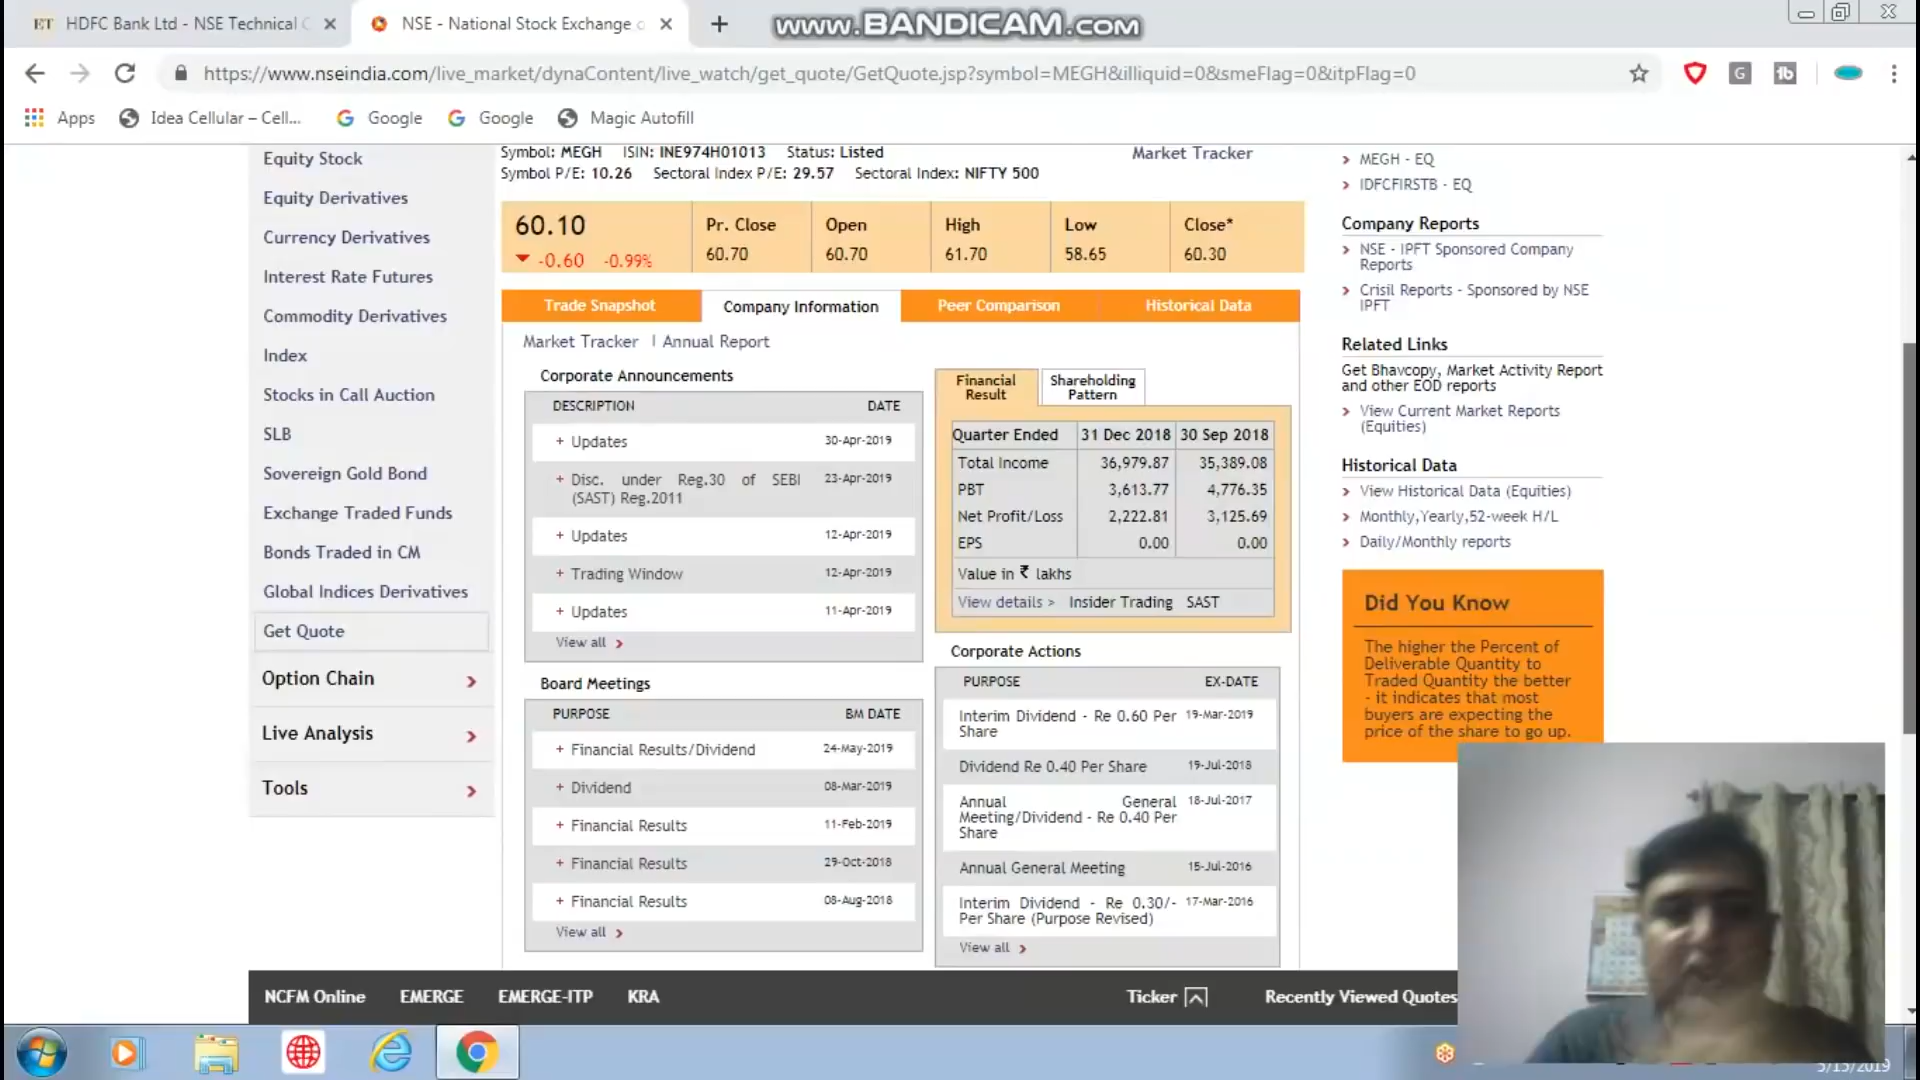 ET HDFC Bank Ltd - NSE Technical C
NSE - National Stock Exchange o
www.BANDICAM.com
https://www.nseindia.com/live_market/dynaContent/live_watch/get_quote/GetQuote.jsp?symbol=MEGH&illiquid=0&smeFlag=0&itpFlag=0
Apps
Idea Cellular – Cell...
Google
Google
Magic Autofill
Equity Stock
Equity Derivatives
Currency Derivatives
Interest Rate Futures
Commodity Derivatives
Index
Stocks in Call Auction
SLB
Sovereign Gold Bond
Exchange Traded Funds
Bonds Traded in CM
Global Indices Derivatives
Get Quote
Option Chain
Live Analysis
Tools
Symbol: MEGH ISIN: INE974H01013 Status: Listed
Market Tracker
Symbol P/E: 10.26 Sectoral Index P/E: 29.57 Sectoral Index: NIFTY 500
60.10 Pr. Close Open High Low Close*
-0.60 -0.99% 60.70 60.70 61.70 58.65 60.30
Trade Snapshot Company Information Peer Comparison Historical Data
Market Tracker | Annual Report
Corporate Announcements
DESCRIPTION DATE
+ Updates 30-Apr-2019
+ Disc. under Reg.30 of SEBI 23-Apr-2019
(SAST) Reg.2011
+ Updates 12-Apr-2019
+ Trading Window 12-Apr-2019
+ Updates 11-Apr-2019
View all >
Board Meetings
PURPOSE BM DATE
+ Financial Results/Dividend 24-May-2019
+ Dividend 08-Mar-2019
+ Financial Results 11-Feb-2019
+ Financial Results 29-Oct-2018
+ Financial Results 08-Aug-2018
View all >
Financial
Result
Shareholding
Pattern
Quarter Ended 31 Dec 2018 30 Sep 2018
Total Income 36,979.87 35,389.08
PBT 3,613.77 4,776.35
Net Profit/Loss 2,222.81 3,125.69
EPS 0.00 0.00
Value in ₹ lakhs
View details > Insider Trading SAST
Corporate Actions
PURPOSE EX-DATE
Interim Dividend - Re 0.60 Per 19-Mar-2019
Share
Dividend Re 0.40 Per Share 19-Jul-2018
Annual General 18-Jul-2017
Meeting/Dividend - Re 0.40 Per
Share
Annual General Meeting 15-Jul-2016
Interim Dividend - Re 0.30/- 17-Mar-2016
Per Share (Purpose Revised)
View all >
> MEGH - EQ
> IDFCFIRSTB - EQ
Company Reports
> NSE - IPFT Sponsored Company
Reports
> Crisil Reports - Sponsored by NSE
IPFT
Related Links
Get Bhavcopy, Market Activity Report
and other EOD reports
> View Current Market Reports
(Equities)
Historical Data
> View Historical Data (Equities)
> Monthly,Yearly,52-week H/L
> Daily/Monthly reports
Did You Know
The higher the Percent of
Deliverable Quantity to
Traded Quantity the better
- it indicates that most
buyers are expecting the
price of the share to go up.
NCFM Online EMERGE EMERGE-ITP KRA
Ticker
Recently Viewed Quotes
5/15/2019